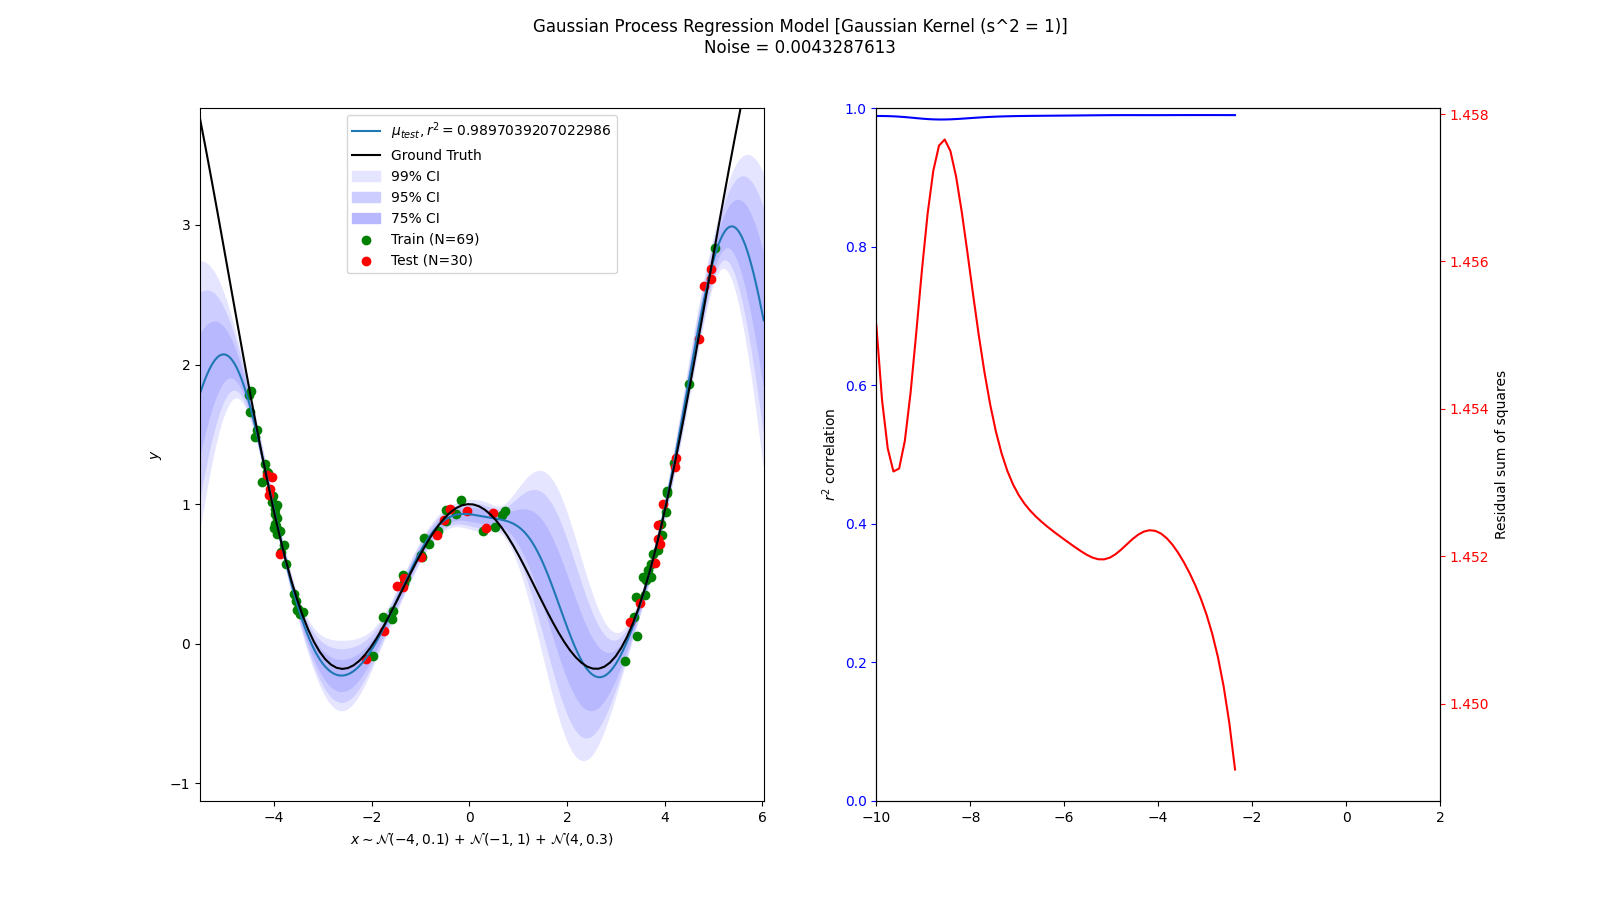 Gaussian Process Regression Model [Gaussian Kernel (s^2 = 1)]
Noise = 0.0043287613
μ_test, r² = 0.9897039207022986
Ground Truth
99% CI
95% CI
75% CI
Train (N=69)
Test (N=30)
3
2
1
0
−1
y
−4
−2
0
2
4
6
x ∼ 𝒩(−4, 0.1) + 𝒩(−1, 1) + 𝒩(4, 0.3)
1.0
0.8
0.6
0.4
0.2
0.0
r² correlation
−10
−8
−6
−4
−2
0
2
1.458
1.456
1.454
1.452
1.450
Residual sum of squares